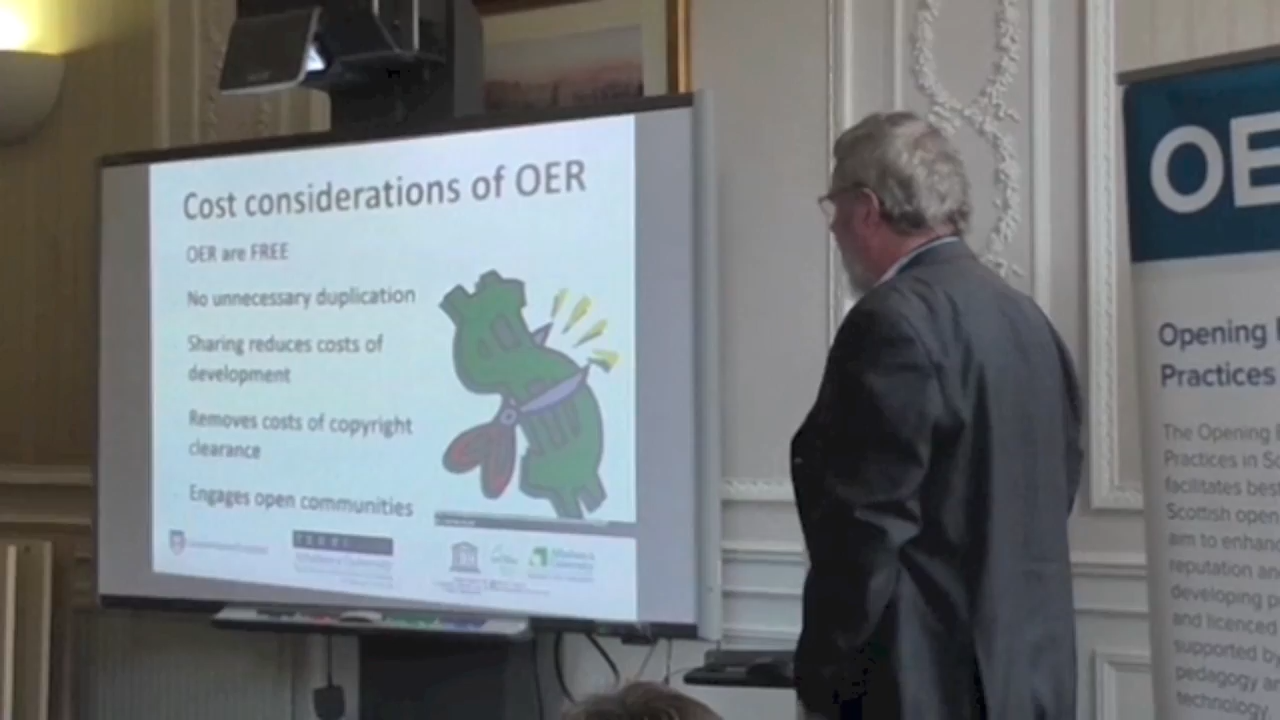 Cost considerations of OER
OER are FREE
No unnecessary duplication
Sharing reduces costs of
development
Removes costs of copyright
clearance
Engages open communities
OE
Opening
Practices
The Opening
Practices in Sc
facilitates best
Scottish open
aim to enhanc
reputation an
developing p
and licenced
supported by
pedagogy an
technology